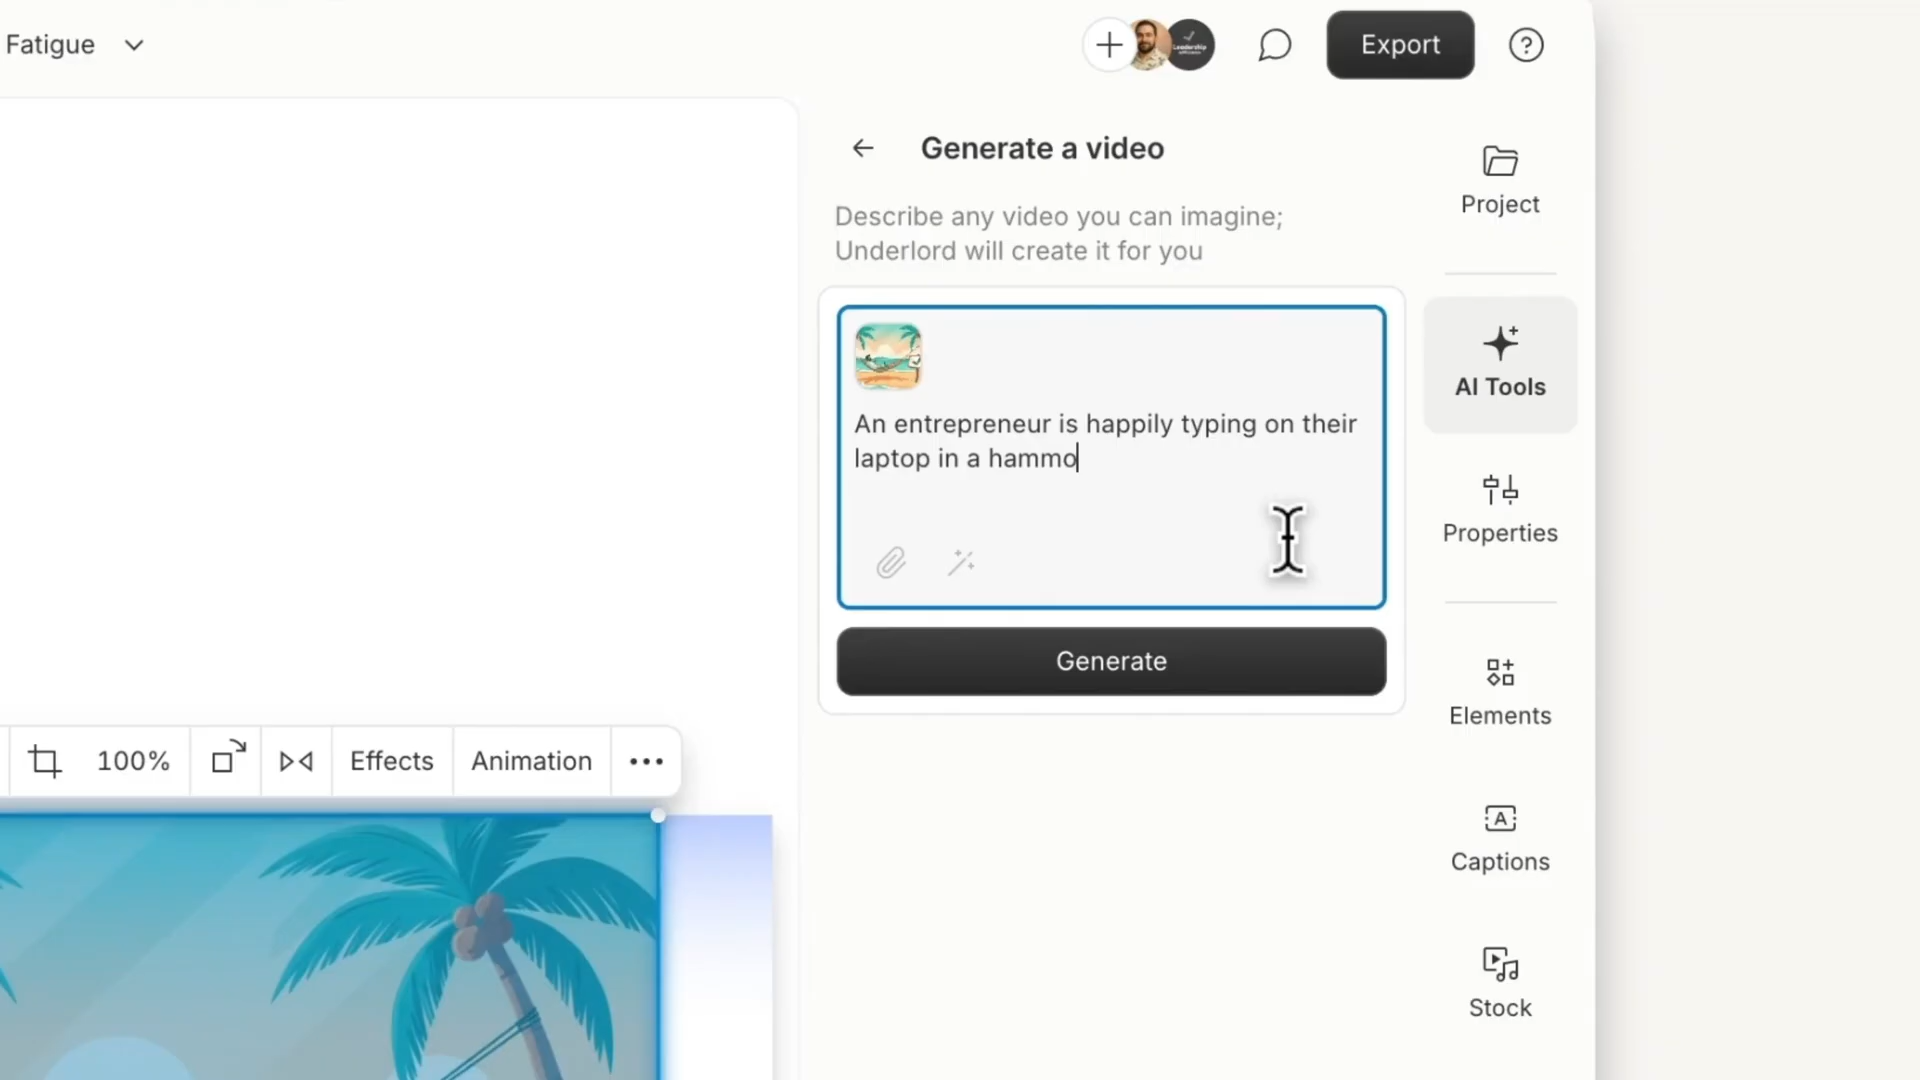 Fatigue
Export
Generate a video
Describe any video you can imagine;
Underlord will create it for you
An entrepreneur is happily typing on their
laptop in a hammo
Generate
Project
AI Tools
Properties
Elements
Captions
Stock
100%
Effects
Animation